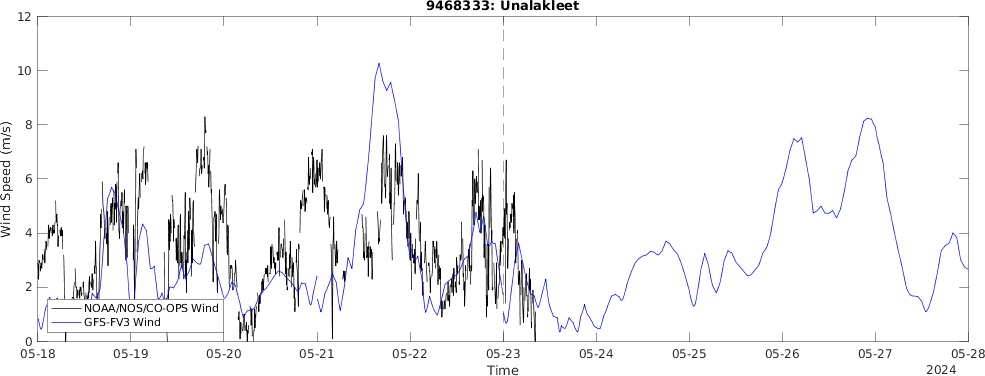 9468333: Unalakleet
12
10
8
6
4
2
0
Wind Speed (m/s)
NOAA/NOS/CO-OPS Wind
GFS-FV3 Wind
05-18 05-19 05-20 05-21 05-22 05-23 05-24 05-25 05-26 05-27 05-28
Time
2024